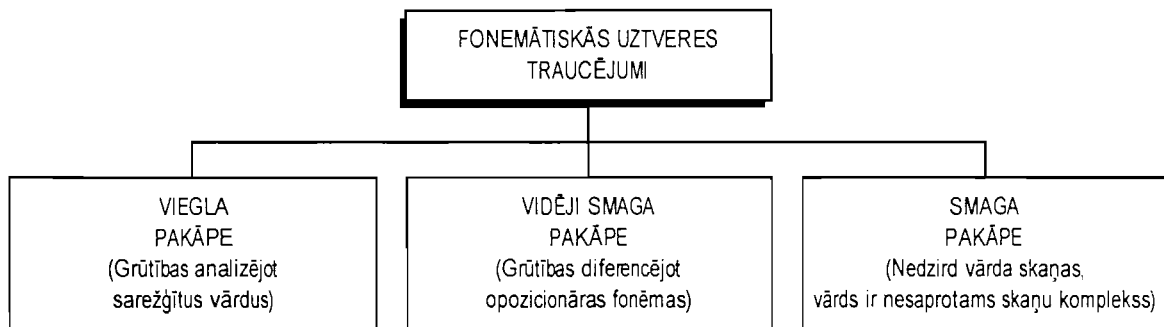 FONEMĀTISKĀS UZTVERES
TRAUCĒJUMI
VIEGLA
PAKĀPE
(Grūtības analizējot
sarežģītus vārdus)
VIDĒJI SMAGA
PAKĀPE
(Grūtības diferencējot
opozicionāras fonēmas)
SMAGA
PAKĀPE
(Nedzird vārda skaņas,
vārds ir nesaprotams skaņu komplekss)